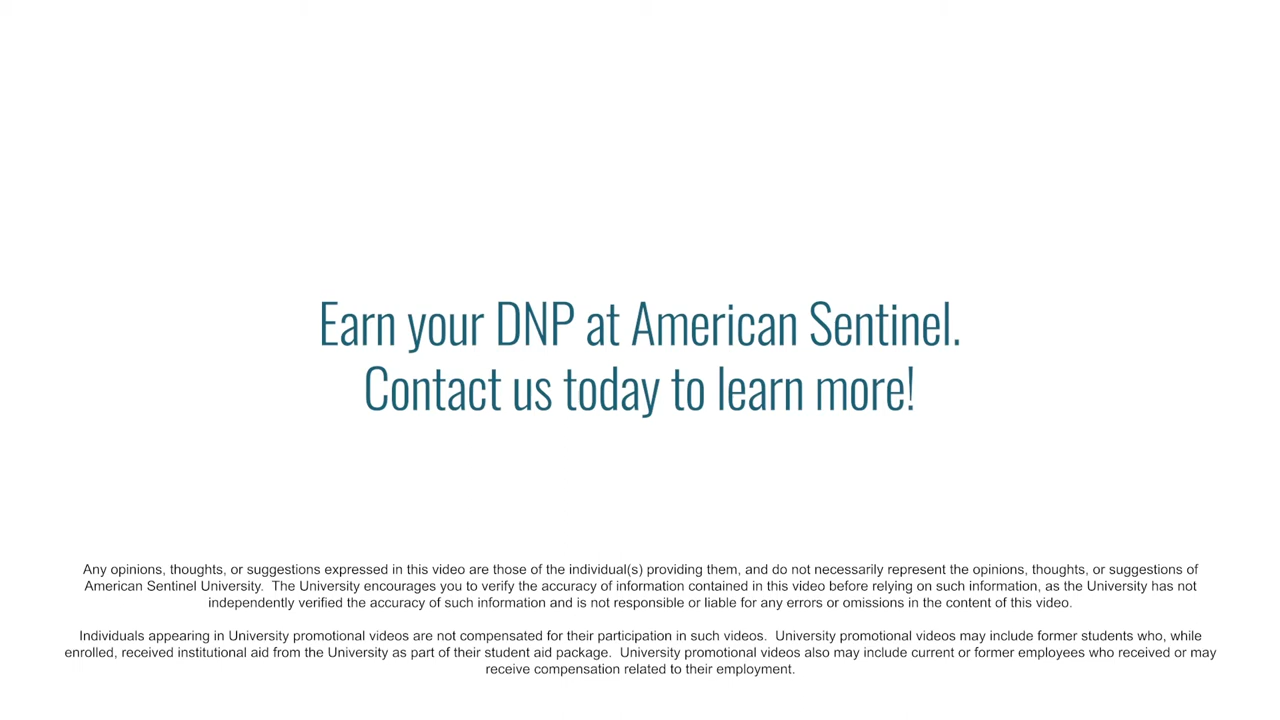 Earn your DNP at American Sentinel.
Contact us today to learn more!
Any opinions, thoughts, or suggestions expressed in this video are those of the individual(s) providing them, and do not necessarily represent the opinions, thoughts, or suggestions of
American Sentinel University.  The University encourages you to verify the accuracy of information contained in this video before relying on such information, as the University has not
independently verified the accuracy of such information and is not responsible or liable for any errors or omissions in the content of this video.
Individuals appearing in University promotional videos are not compensated for their participation in such videos.  University promotional videos may include former students who, while
enrolled, received institutional aid from the University as part of their student aid package.  University promotional videos also may include current or former employees who received or may
receive compensation related to their employment.